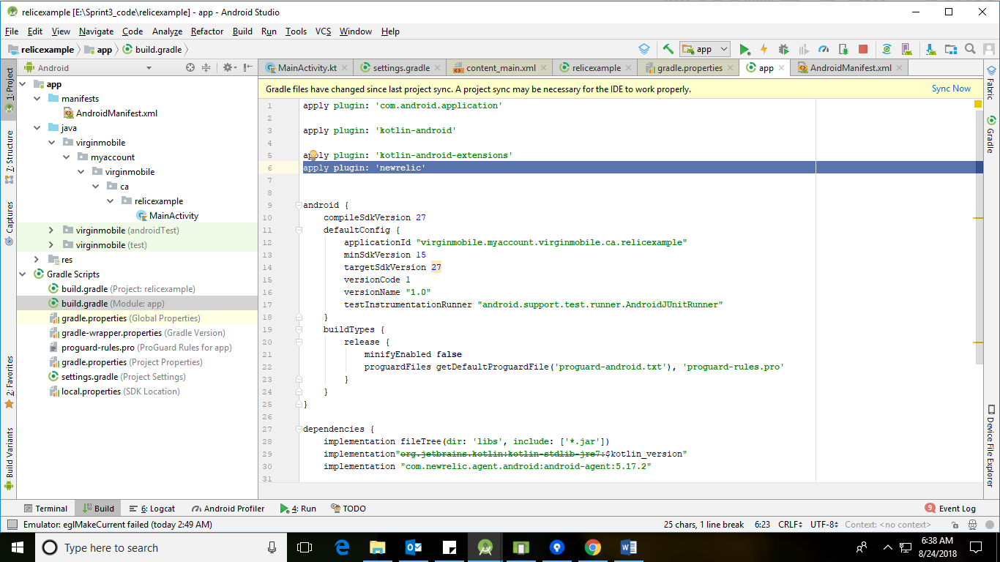 relicexample [E:\Sprint3_code\relicexample] - app - Android Studio
File Edit View Navigate Code Analyze Refactor Build Run Tools VCS Window Help
relicexample app build.gradle
app
1: Project
Android
MainActivity.kt settings.gradle content_main.xml relicexample gradle.properties app AndroidManifest.xml
Gradle files have changed since last project sync. A project sync may be necessary for the IDE to work properly. Sync Now
app
manifests
AndroidManifest.xml
java
virginmobile
myaccount
virginmobile
ca
relicexample
MainActivity
virginmobile (androidTest)
virginmobile (test)
res
Gradle Scripts
build.gradle (Project: relicexample)
build.gradle (Module: app)
gradle.properties (Global Properties)
gradle-wrapper.properties (Gradle Version)
proguard-rules.pro (ProGuard Rules for app)
gradle.properties (Project Properties)
settings.gradle (Project Settings)
local.properties (SDK Location)
7: Structure
Captures
2: Favorites
Build Variants
1 apply plugin: 'com.android.application'
2
3 apply plugin: 'kotlin-android'
4
5 apply plugin: 'kotlin-android-extensions'
6 apply plugin: 'newrelic'
7
8
9 android {
10 compileSdkVersion 27
11 defaultConfig {
12 applicationId "virginmobile.myaccount.virginmobile.ca.relicexample"
13 minSdkVersion 15
14 targetSdkVersion 27
15 versionCode 1
16 versionName "1.0"
17 testInstrumentationRunner "android.support.test.runner.AndroidJUnitRunner"
18 }
19 buildTypes {
20 release {
21 minifyEnabled false
22 proguardFiles getDefaultProguardFile('proguard-android.txt'), 'proguard-rules.pro'
23 }
24 }
25 }
26
27 dependencies {
28 implementation fileTree(dir: 'libs', include: ['*.jar'])
29 implementation"org.jetbrains.kotlin:kotlin-stdlib-jre7:$kotlin_version"
30 implementation "com.newrelic.agent.android:android-agent:5.17.2"
31
Fabric
Gradle
Device File Explorer
Terminal Build 6: Logcat Android Profiler 4: Run TODO 9 Event Log
Emulator: eglMakeCurrent failed (today 2:49 AM) 25 chars, 1 line break 6:23 CRLF UTF-8 Context: <no context>
Type here to search
6:38 AM
8/24/2018